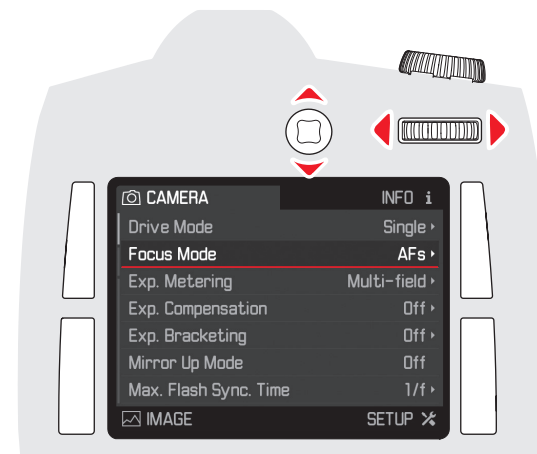 CAMERA INFO i
Drive Mode Single
Focus Mode AFs
Exp. Metering Multi-field
Exp. Compensation Off
Exp. Bracketing Off
Mirror Up Mode Off
Max. Flash Sync. Time 1/f
IMAGE SETUP